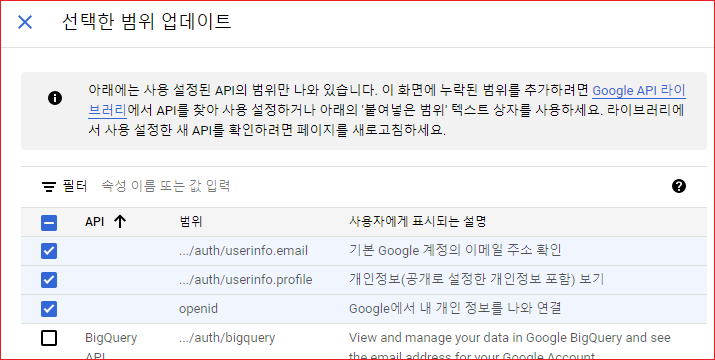 선택한 범위 업데이트
아래에는 사용 설정된 API의 범위만 나와 있습니다. 이 화면에 누락된 범위를 추가하려면 Google API 라이
브러리에서 API를 찾아 사용 설정하거나 아래의 '붙여넣은 범위' 텍스트 상자를 사용하세요. 라이브러리에
서 사용 설정한 새 API를 확인하려면 페이지를 새로고침하세요.
필터 속성 이름 또는 값 입력
API 범위 사용자에게 표시되는 설명
.../auth/userinfo.email 기본 Google 계정의 이메일 주소 확인
.../auth/userinfo.profile 개인정보(공개로 설정한 개인정보 포함) 보기
openid Google에서 내 개인 정보를 나와 연결
BigQuery .../auth/bigquery View and manage your data in Google BigQuery and see
API the email address for your Google Account